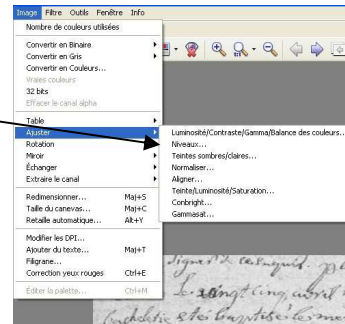 Image Filtre Outils Fenêtre Info
Nombre de couleurs utilisées
Convertir en Binaire
Convertir en Gris
Convertir en Couleurs...
Vraies couleurs
32 bits
Effacer le canal alpha
Table
Ajuster
Rotation
Miroir
Échanger
Extraire le canal
Redimensionner... Maj+S
Taille du canevas... Maj+C
Retaille automatique... Alt+Y
Modifier les DPI...
Ajouter du texte... Maj+T
Filigrane...
Correction yeux rouges Ctrl+E
Éditer la palette... Ctrl+M
Luminosité/Contraste/Gamma/Balance des couleurs...
Niveaux...
Teintes sombres/claires...
Normaliser...
Aligner...
Teinte/Luminosité/Saturation...
Conbright...
Gammasat...
vingt cinq avril